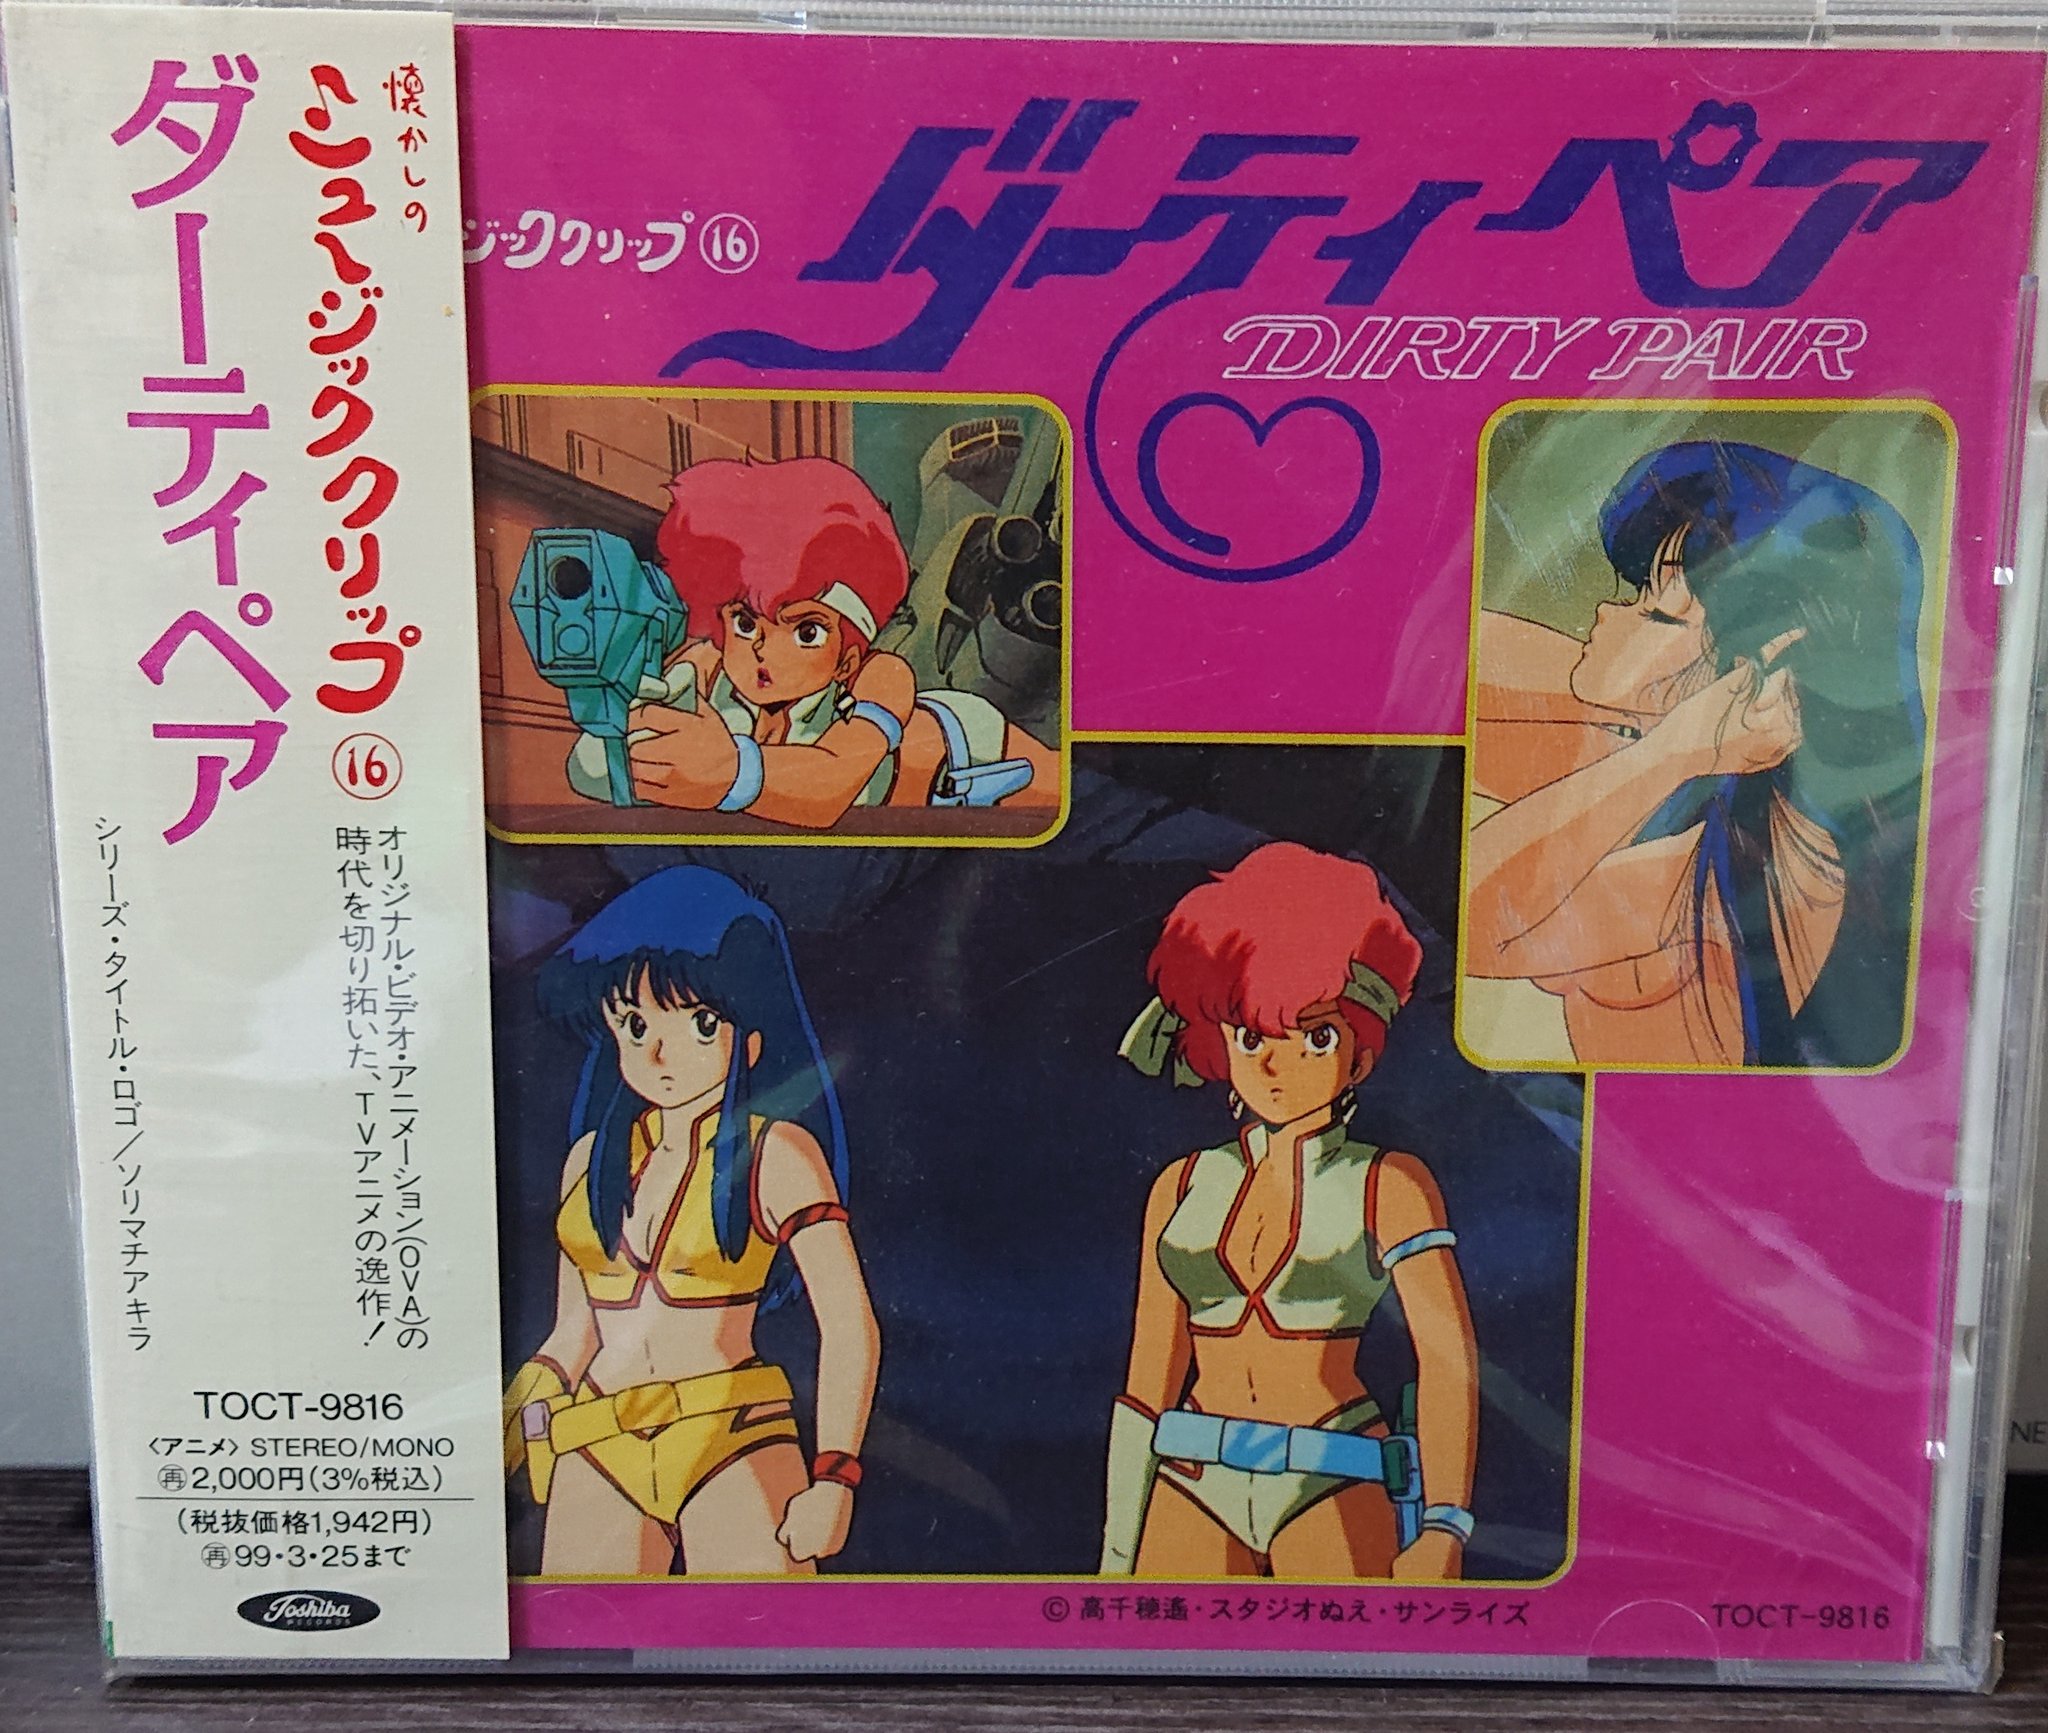 懐かしの
ミュージッククリップ⑯
ダーティペア
オリジナル・ビデオ・アニメーション(OVA)の
時代を切り拓いた、TVアニメの逸作!
シリーズ・タイトル・ロゴ/ソリマチアキラ
TOCT-9816
〈アニメ〉STEREO/MONO
㊢2,000円(3%税込)
(税抜価格1,942円)
再99・3・25まで
Toshiba
RECORDS
ジッククリップ⑯
ダーティペア
DIRTY PAIR
© 高千穂遙・スタジオぬえ・サンライズ
TOCT-9816
NE